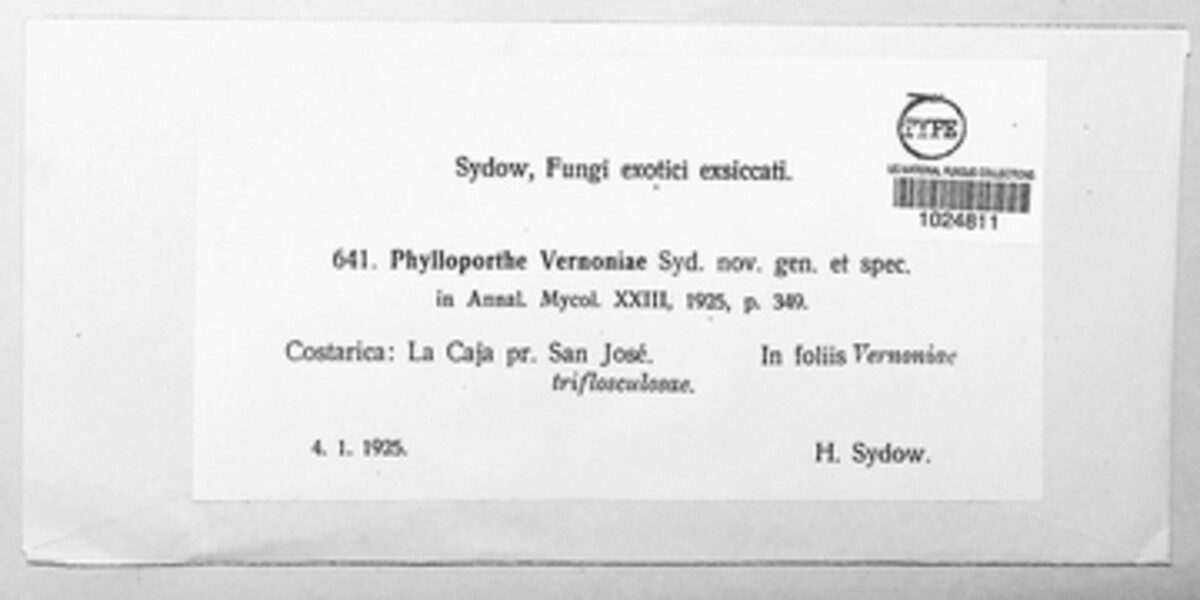 TYPE
US NATIONAL FUNGUS COLLECTIONS
1024811
Sydow, Fungi exotici exsiccati.
641. Phylloporthe Vernoniae Syd. nov. gen. et spec.
in Annal. Mycol. XXIII, 1925, p. 349.
Costarica: La Caja pr. San José. In foliis Vernoniae
triflosculosae.
4. 1. 1925. H. Sydow.